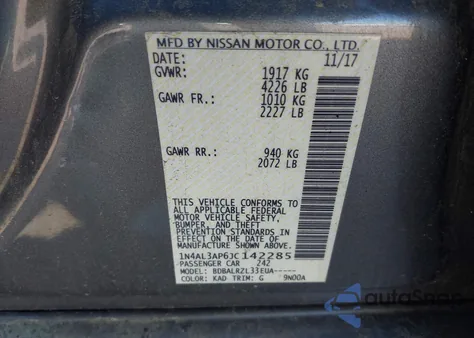 MFD BY NISSAN MOTOR CO., LTD.
DATE: 11/17
GVWR: 1917 KG
4226 LB
GAWR FR.: 1010 KG
2227 LB
GAWR RR.: 940 KG
2072 LB
THIS VEHICLE CONFORMS TO
ALL APPLICABLE FEDERAL
MOTOR VEHICLE SAFETY,
BUMPER, AND THEFT
PREVENTION STANDARDS IN
EFFECT ON THE DATE OF
MANUFACTURE SHOWN ABOVE.
1N4AL3AP6JC142285
PASSENGER CAR 242
MODEL: BDBALRZL33EUA-----
COLOR: KAD TRIM: G 9N00A